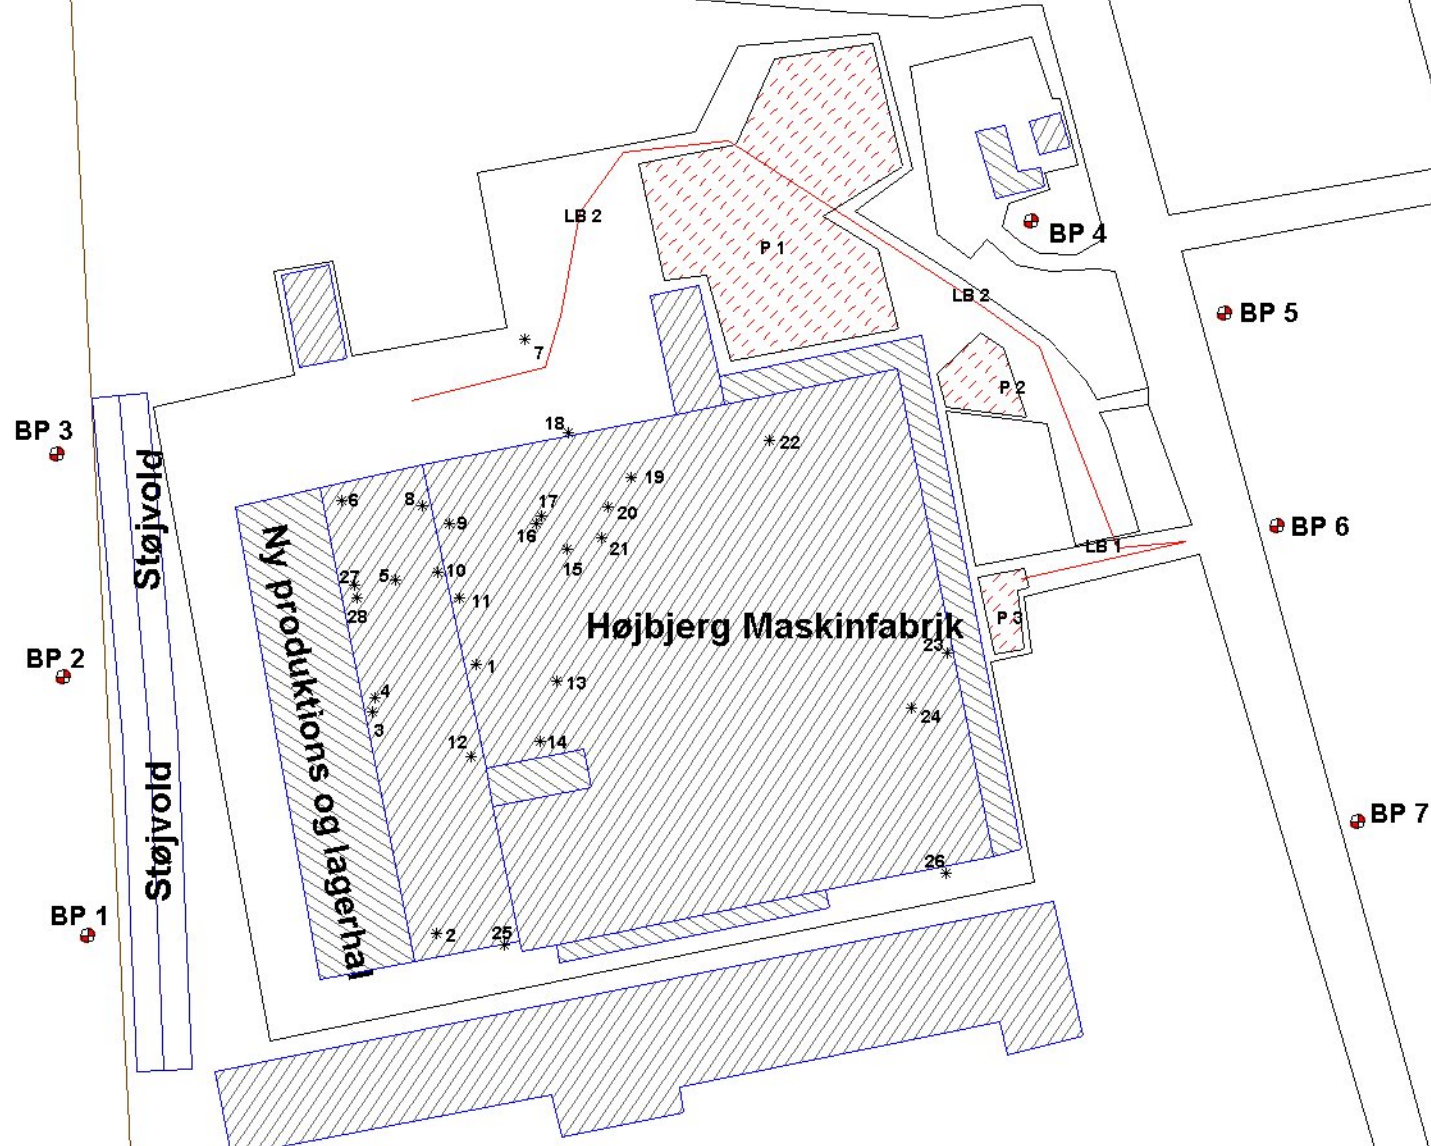 LB 2
BP 4
P 1
LB 2
BP 5
7
P 2
18
BP 3
22
19
6
8
17
20
9
16
BP 6
21
LB 1
Støjvold
27
5
10
15
11
28
P 3
Højbjerg Maskinfabrik
23
BP 2
1
13
4
24
3
12
14
Ny produktions og lagerhal
BP 7
Støjvold
26
BP 1
2
25